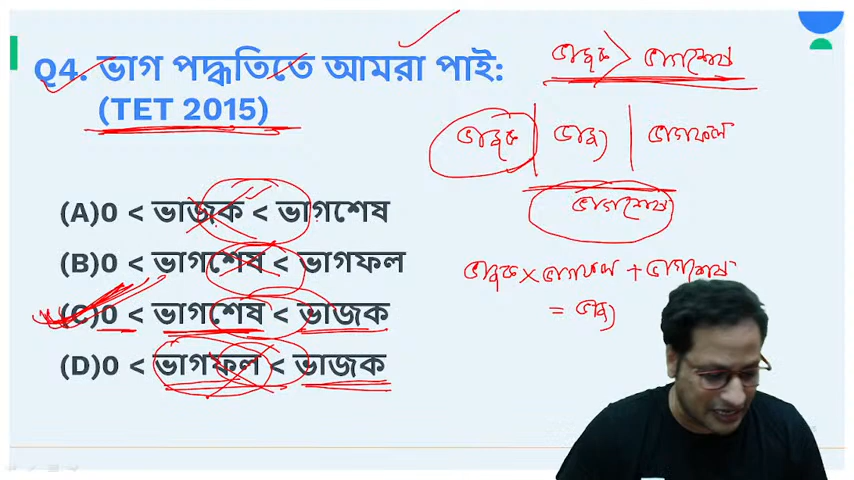 Q4. ভাগ পদ্ধতিতে আমরা পাই:
(TET 2015)
(A)0 < ভাজক < ভাগশেষ
(B)0 < ভাগশেষ < ভাগফল
(C)0 < ভাগশেষ < ভাজক
(D)0 < ভাগফল < ভাজক
ভাজক > ভাগশেষ
ভাজক | ভাজ্য | ভাগফল
ভাগশেষ
ভাজক × ভাগফল + ভাগশেষ
= ভাজ্য